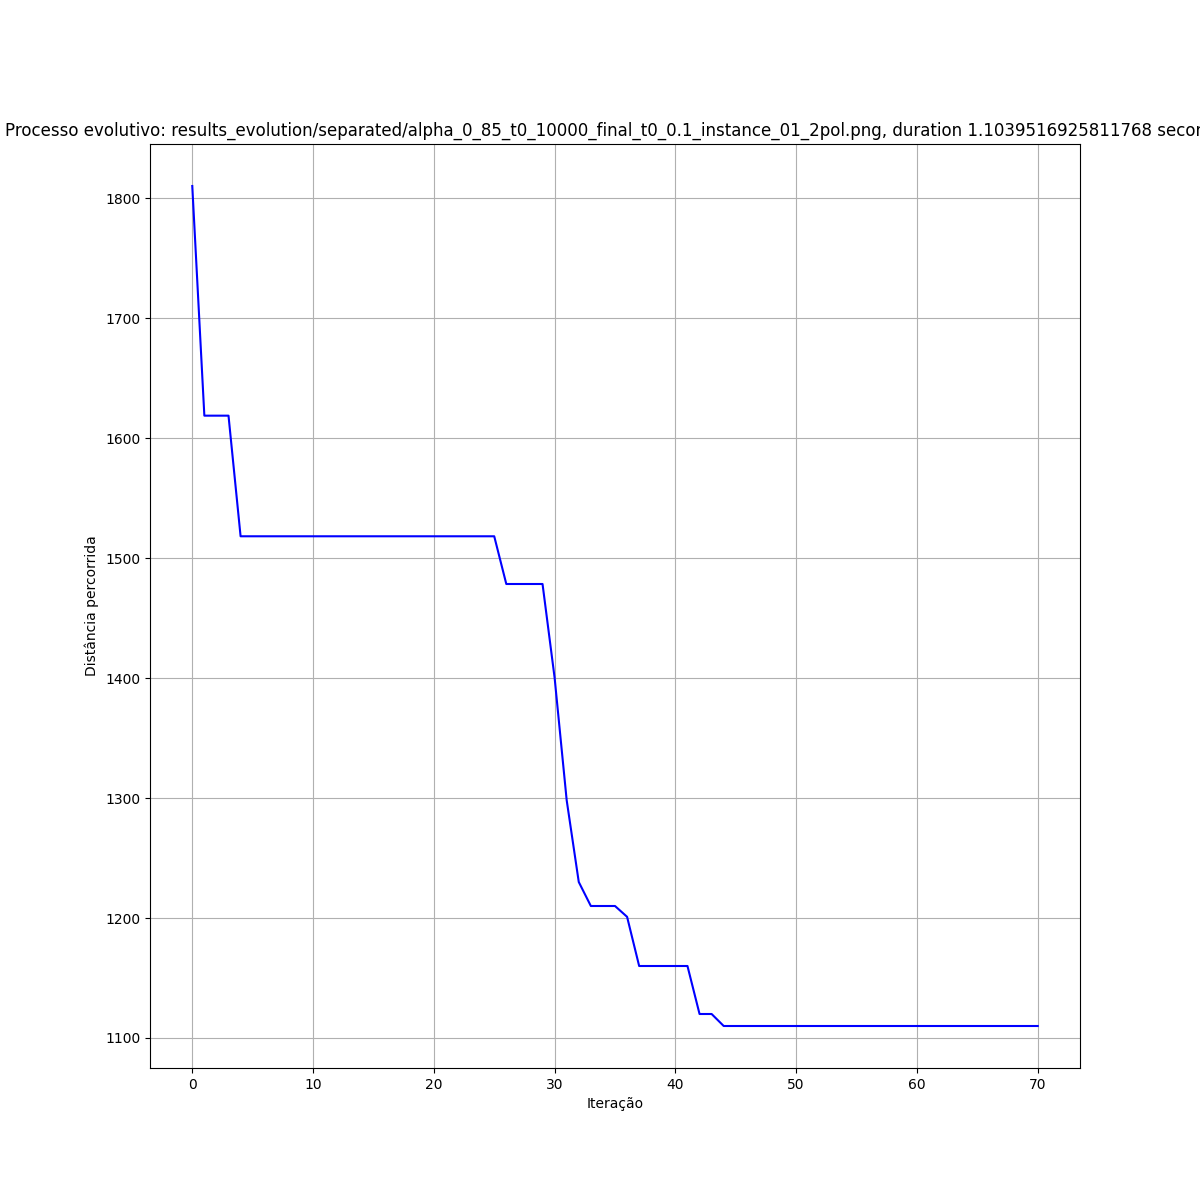 Processo evolutivo: results_evolution/separated/alpha_0_85_t0_10000_final_t0_0.1_instance_01_2pol.png, duration 1.1039516925811768
1800
1700
1600
1500
1400
1300
1200
1100
Distância percorrida
0 10 20 30 40 50 60 70
Iteração